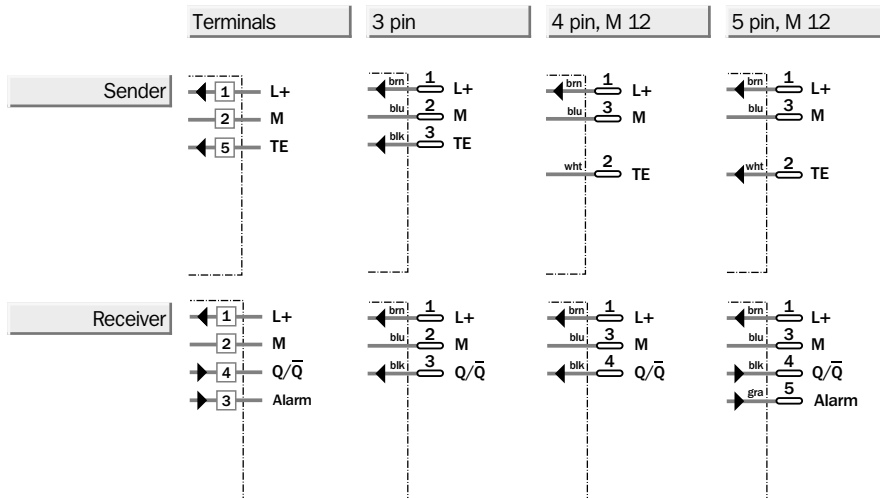 Terminals 3 pin 4 pin, M 12 5 pin, M 12
Sender
1 L+ brn 1 L+ brn 1 L+ brn 1 L+
2 M blu 2 M blu 3 M blu 3 M
5 TE blk 3 TE
wht 2 TE wht 2 TE
Receiver
1 L+ brn 1 L+ brn 1 L+ brn 1 L+
2 M blu 2 M blu 3 M blu 3 M
4 Q/Q̅ blk 3 Q/Q̅ blk 4 Q/Q̅ blk 4 Q/Q̅
3 Alarm gra 5 Alarm